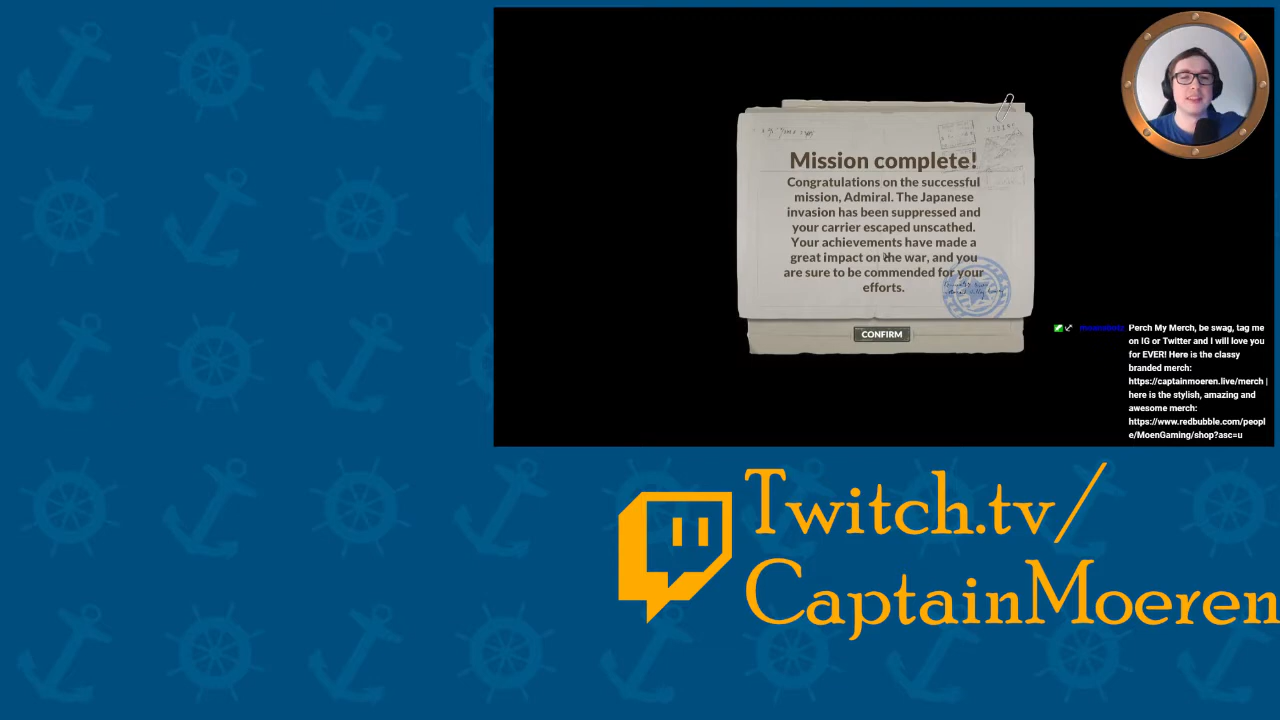 Mission complete!
Congratulations on the successful
mission, Admiral. The Japanese
invasion has been suppressed and
your carrier escaped unscathed.
Your achievements have made a
great impact on the war, and you
are sure to be commended for your
efforts.
CONFIRM
Perch My Merch, be swag, tag me
on IG or Twitter and I will love you
for EVER! Here is the classy
branded merch:
https://captainmoeren.live/merch |
here is the stylish, amazing and
awesome merch:
https://www.redbubble.com/peopl
e/MoenGaming/shop?asc=u
Twitch.tv/
CaptainMoeren